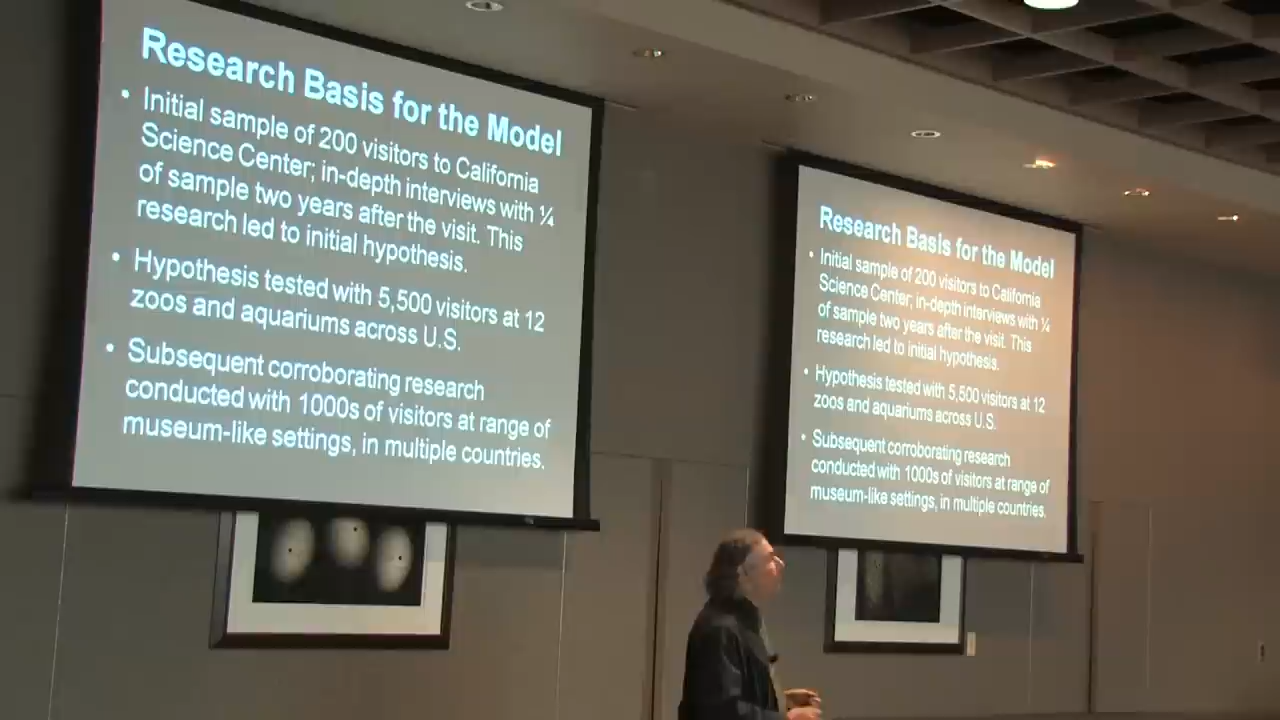 Research Basis for the Model
• Initial sample of 200 visitors to California
Science Center; in-depth interviews with ¼
of sample two years after the visit. This
research led to initial hypothesis.
• Hypothesis tested with 5,500 visitors at 12
zoos and aquariums across U.S.
• Subsequent corroborating research
conducted with 1000s of visitors at range of
museum-like settings, in multiple countries.
Research Basis for the Model
• Initial sample of 200 visitors to California
Science Center; in-depth interviews with ¼
of sample two years after the visit. This
research led to initial hypothesis.
• Hypothesis tested with 5,500 visitors at 12
zoos and aquariums across U.S.
• Subsequent corroborating research
conducted with 1000s of visitors at range of
museum-like settings, in multiple countries.